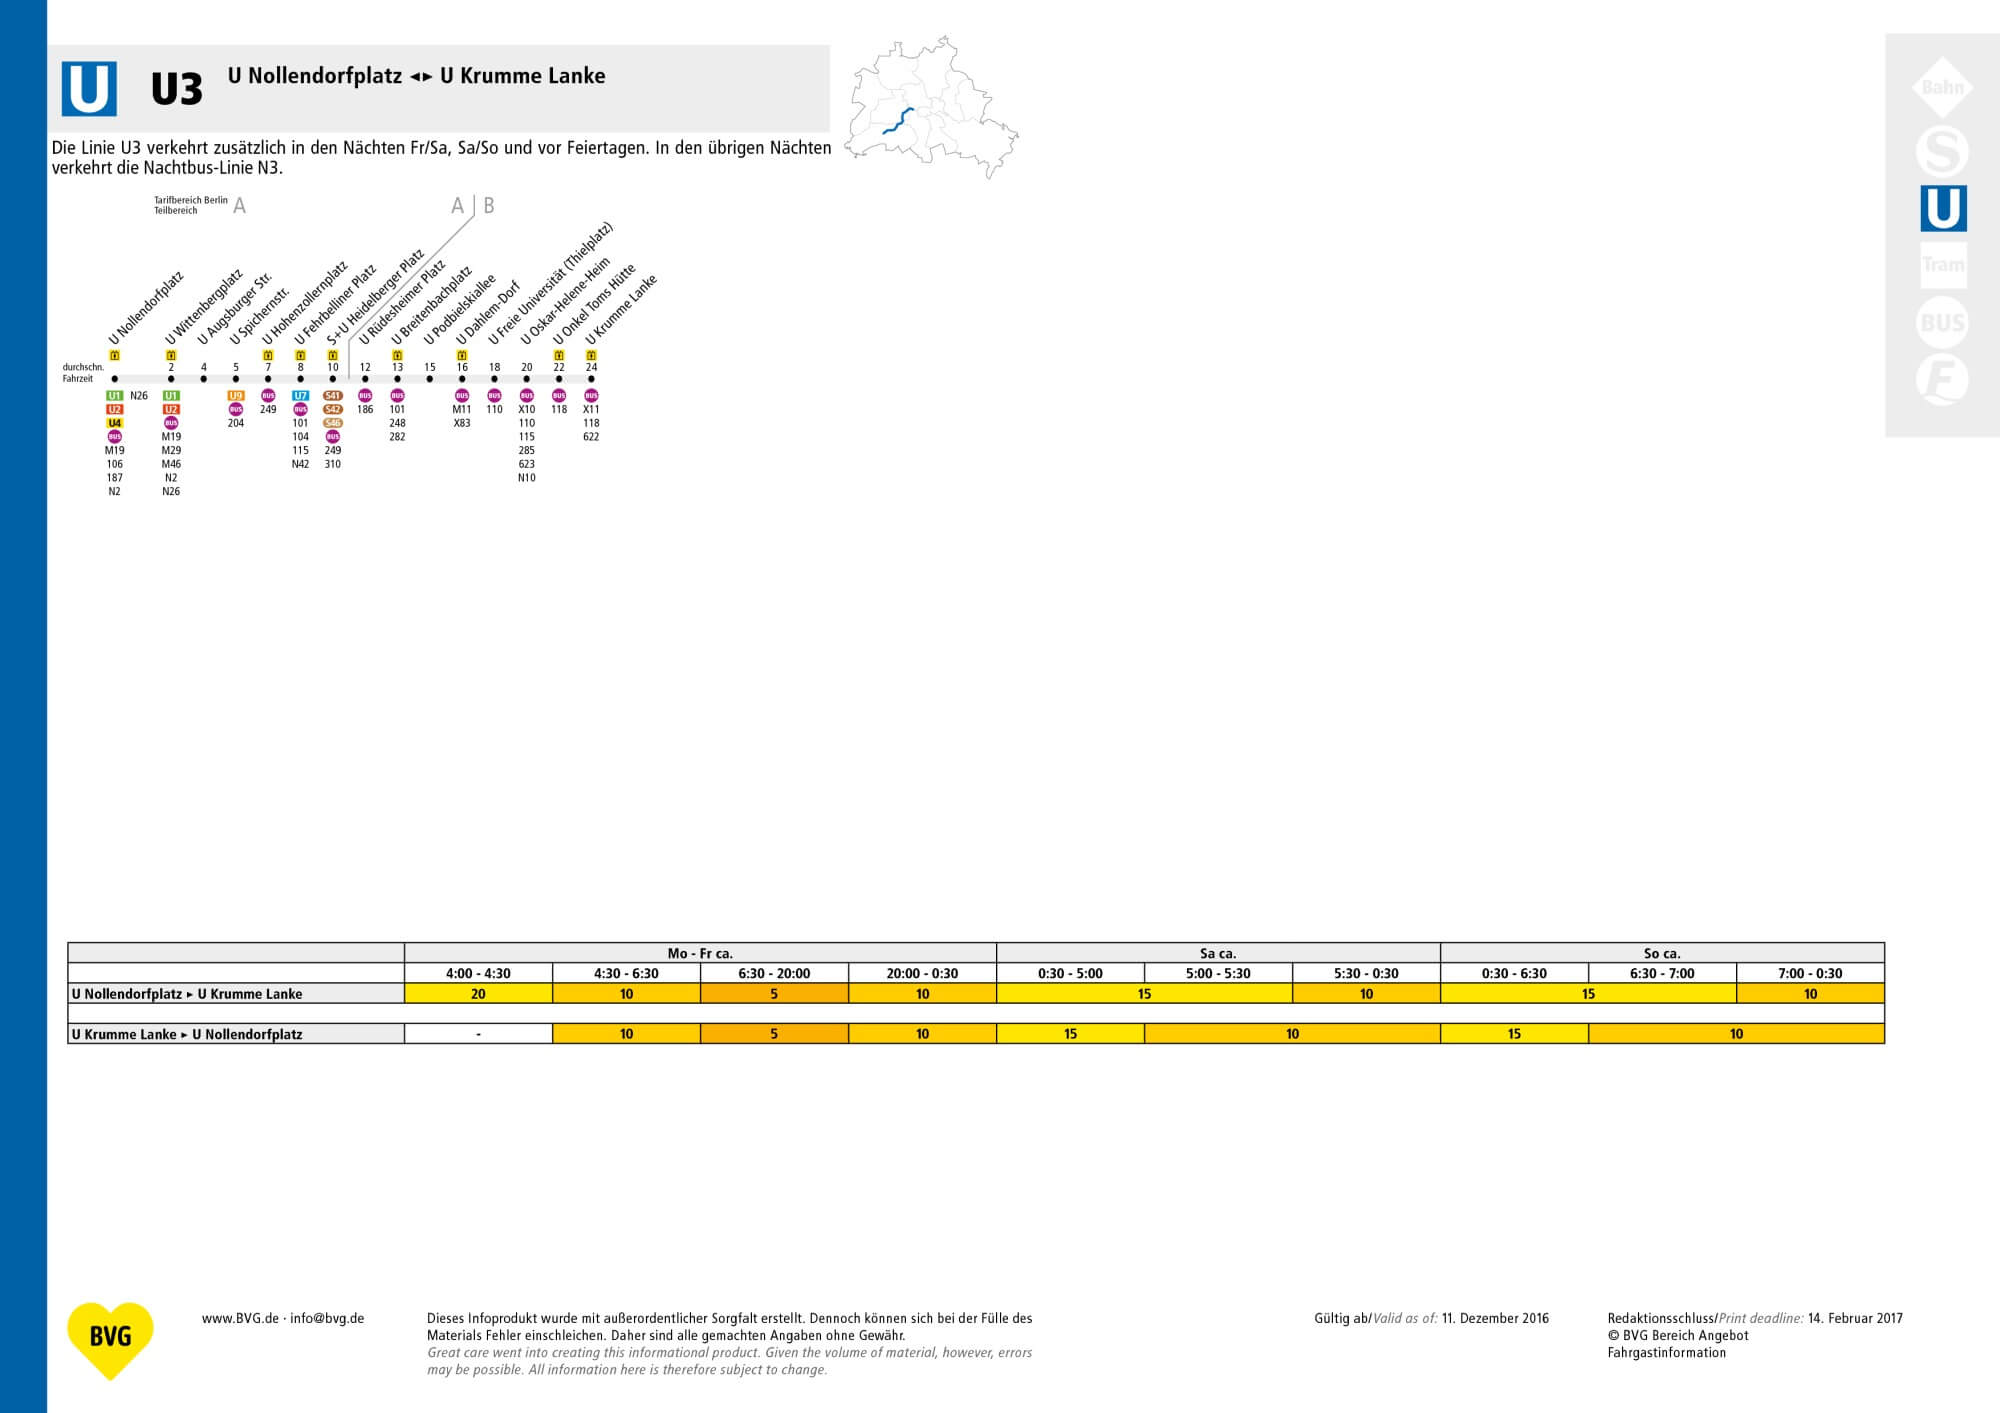 U U3 U Nollendorfplatz ◂▸ U Krumme Lanke
Die Linie U3 verkehrt zusätzlich in den Nächten Fr/Sa, Sa/So und vor Feiertagen. In den übrigen Nächten
verkehrt die Nachtbus-Linie N3.
Bahn
S
U
Tram
BUS
F
Tarifbereich Berlin
Teilbereich
A
A B
U Nollendorfplatz
U Wittenbergplatz
U Augsburger Str.
U Spichernstr.
U Hohenzollernplatz
U Fehrbelliner Platz
S+U Heidelberger Platz
U Rüdesheimer Platz
U Breitenbachplatz
U Podbielskiallee
U Dahlem-Dorf
U Freie Universität (Thielplatz)
U Oskar-Helene-Heim
U Onkel Toms Hütte
U Krumme Lanke
durchschn. 2 4 5 7 8 10 12 13 15 16 18 20 22 24
Fahrzeit
U1 N26 U1 U9 BUS U7 S41 BUS BUS BUS BUS BUS BUS BUS
U2 U2 BUS 249 BUS S42 186 101 M11 110 X10 118 X11
U4 BUS 204 101 S46 248 X83 110 118
BUS M19 104 BUS 282 115 622
M19 M29 115 249 285
106 M46 N42 310 623
187 N2 N10
N2 N26
Mo - Fr ca. Sa ca. So ca.
4:00 - 4:30 4:30 - 6:30 6:30 - 20:00 20:00 - 0:30 0:30 - 5:00 5:00 - 5:30 5:30 - 0:30 0:30 - 6:30 6:30 - 7:00 7:00 - 0:30
U Nollendorfplatz ▸ U Krumme Lanke 20 10 5 10 15 10 15 10
U Krumme Lanke ▸ U Nollendorfplatz - 10 5 10 15 10 15 10
BVG
www.BVG.de · info@bvg.de
Dieses Infoprodukt wurde mit außerordentlicher Sorgfalt erstellt. Dennoch können sich bei der Fülle des
Materials Fehler einschleichen. Daher sind alle gemachten Angaben ohne Gewähr.
Great care went into creating this informational product. Given the volume of material, however, errors
may be possible. All information here is therefore subject to change.
Gültig ab/Valid as of: 11. Dezember 2016
Redaktionsschluss/Print deadline: 14. Februar 2017
© BVG Bereich Angebot
Fahrgastinformation